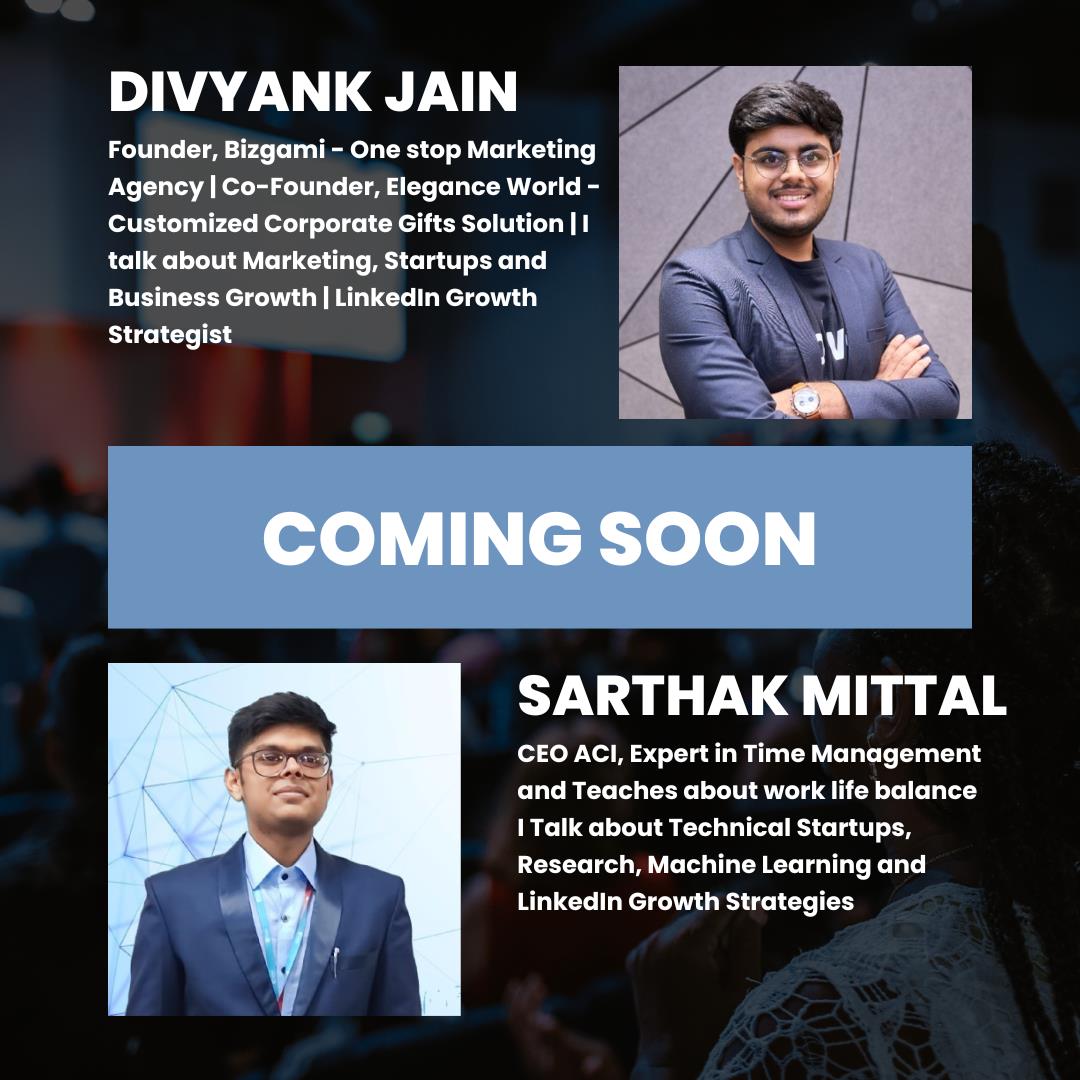 DIVYANK JAIN
Founder, Bizgami - One stop Marketing
Agency | Co-Founder, Elegance World -
Customized Corporate Gifts Solution | I
talk about Marketing, Startups and
Business Growth | LinkedIn Growth
Strategist
COMING SOON
SARTHAK MITTAL
CEO ACI, Expert in Time Management
and Teaches about work life balance
I Talk about Technical Startups,
Research, Machine Learning and
LinkedIn Growth Strategies